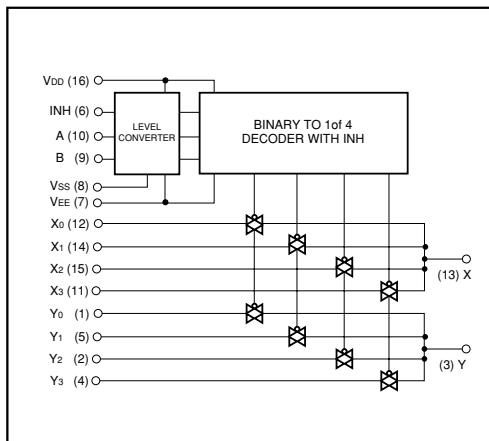 VDD (16)
INH (6)
A (10)
B (9)
VSS (8)
VEE (7)
LEVEL
CONVERTER
BINARY TO 1of 4
DECODER WITH INH
X0 (12)
X1 (14)
X2 (15)
X3 (11)
(13) X
Y0 (1)
Y1 (5)
Y2 (2)
Y3 (4)
(3) Y